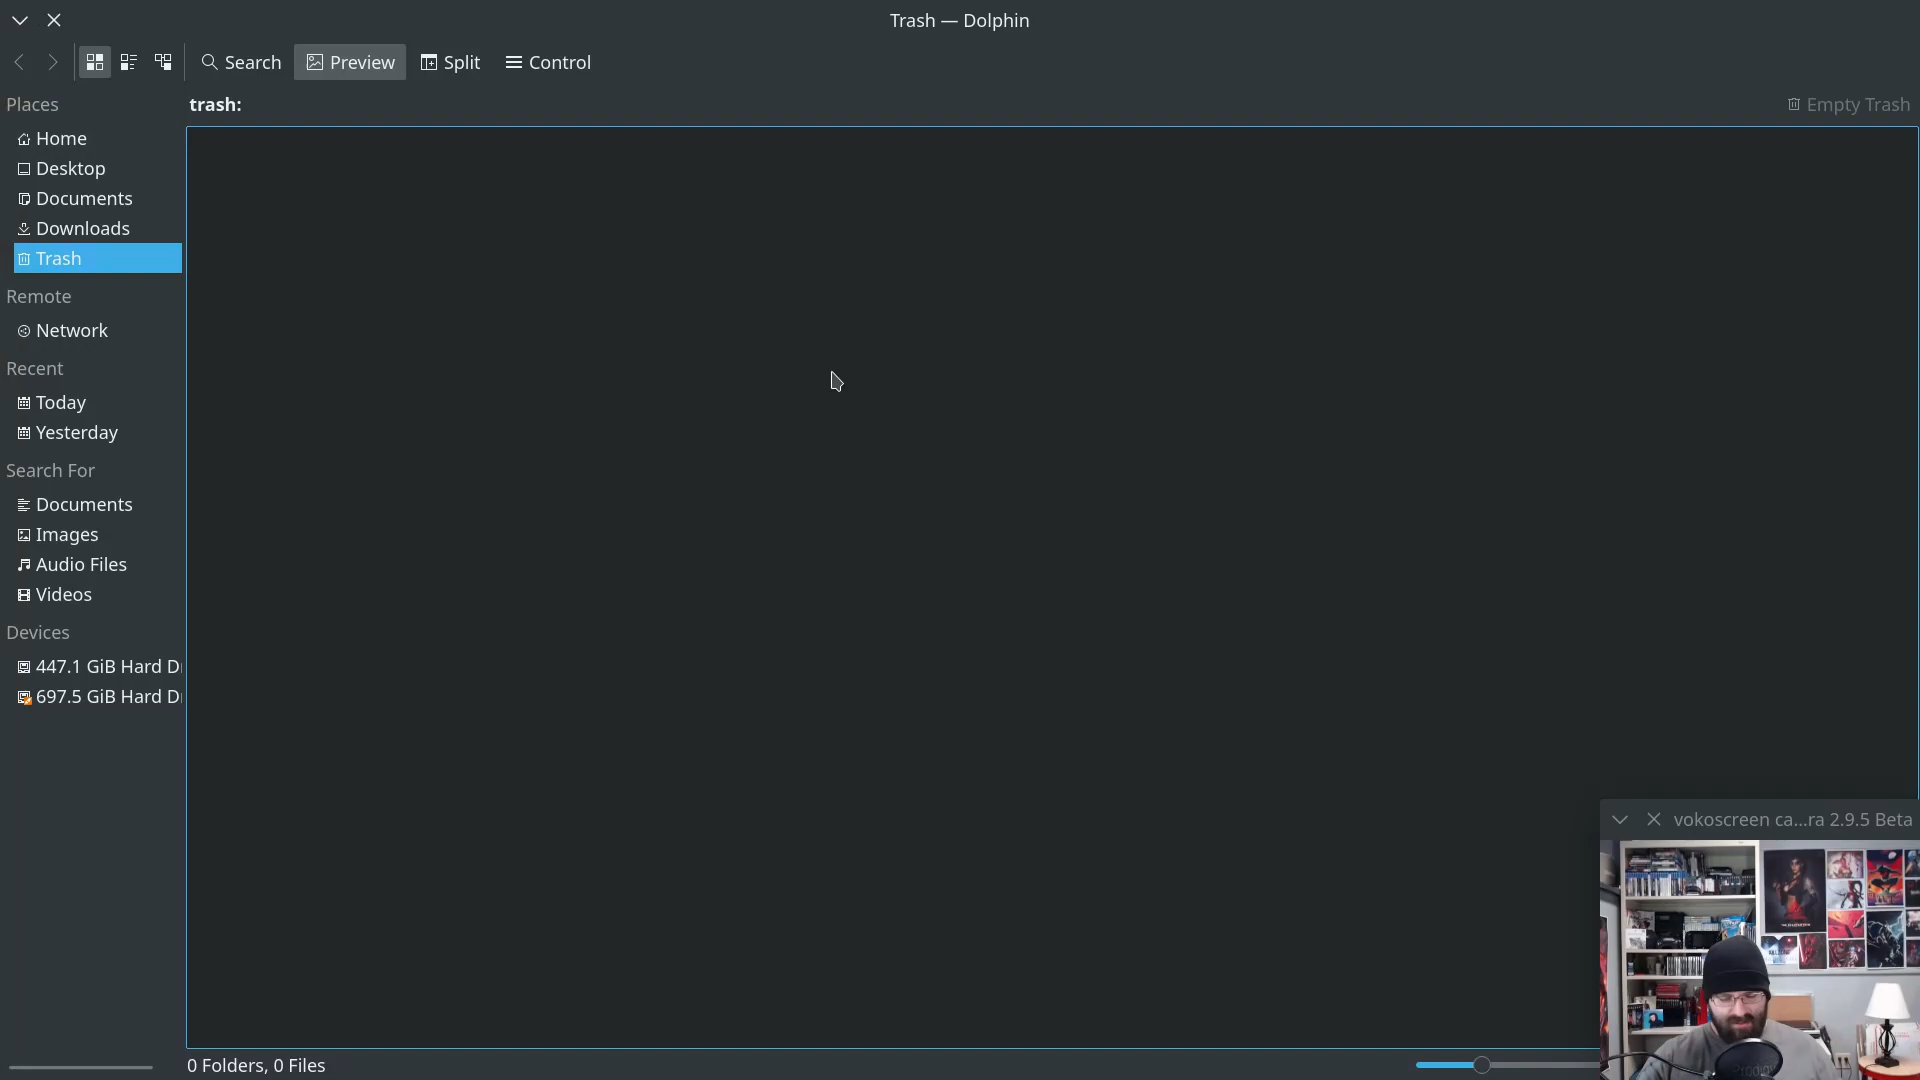 Trash — Dolphin
Search
Preview
Split
Control
Places
trash:
Empty Trash
Home
Desktop
Documents
Downloads
Trash
Remote
Network
Recent
Today
Yesterday
Search For
Documents
Images
Audio Files
Videos
Devices
447.1 GiB Hard D
697.5 GiB Hard D
vokoscreen ca...ra 2.9.5 Beta
0 Folders, 0 Files